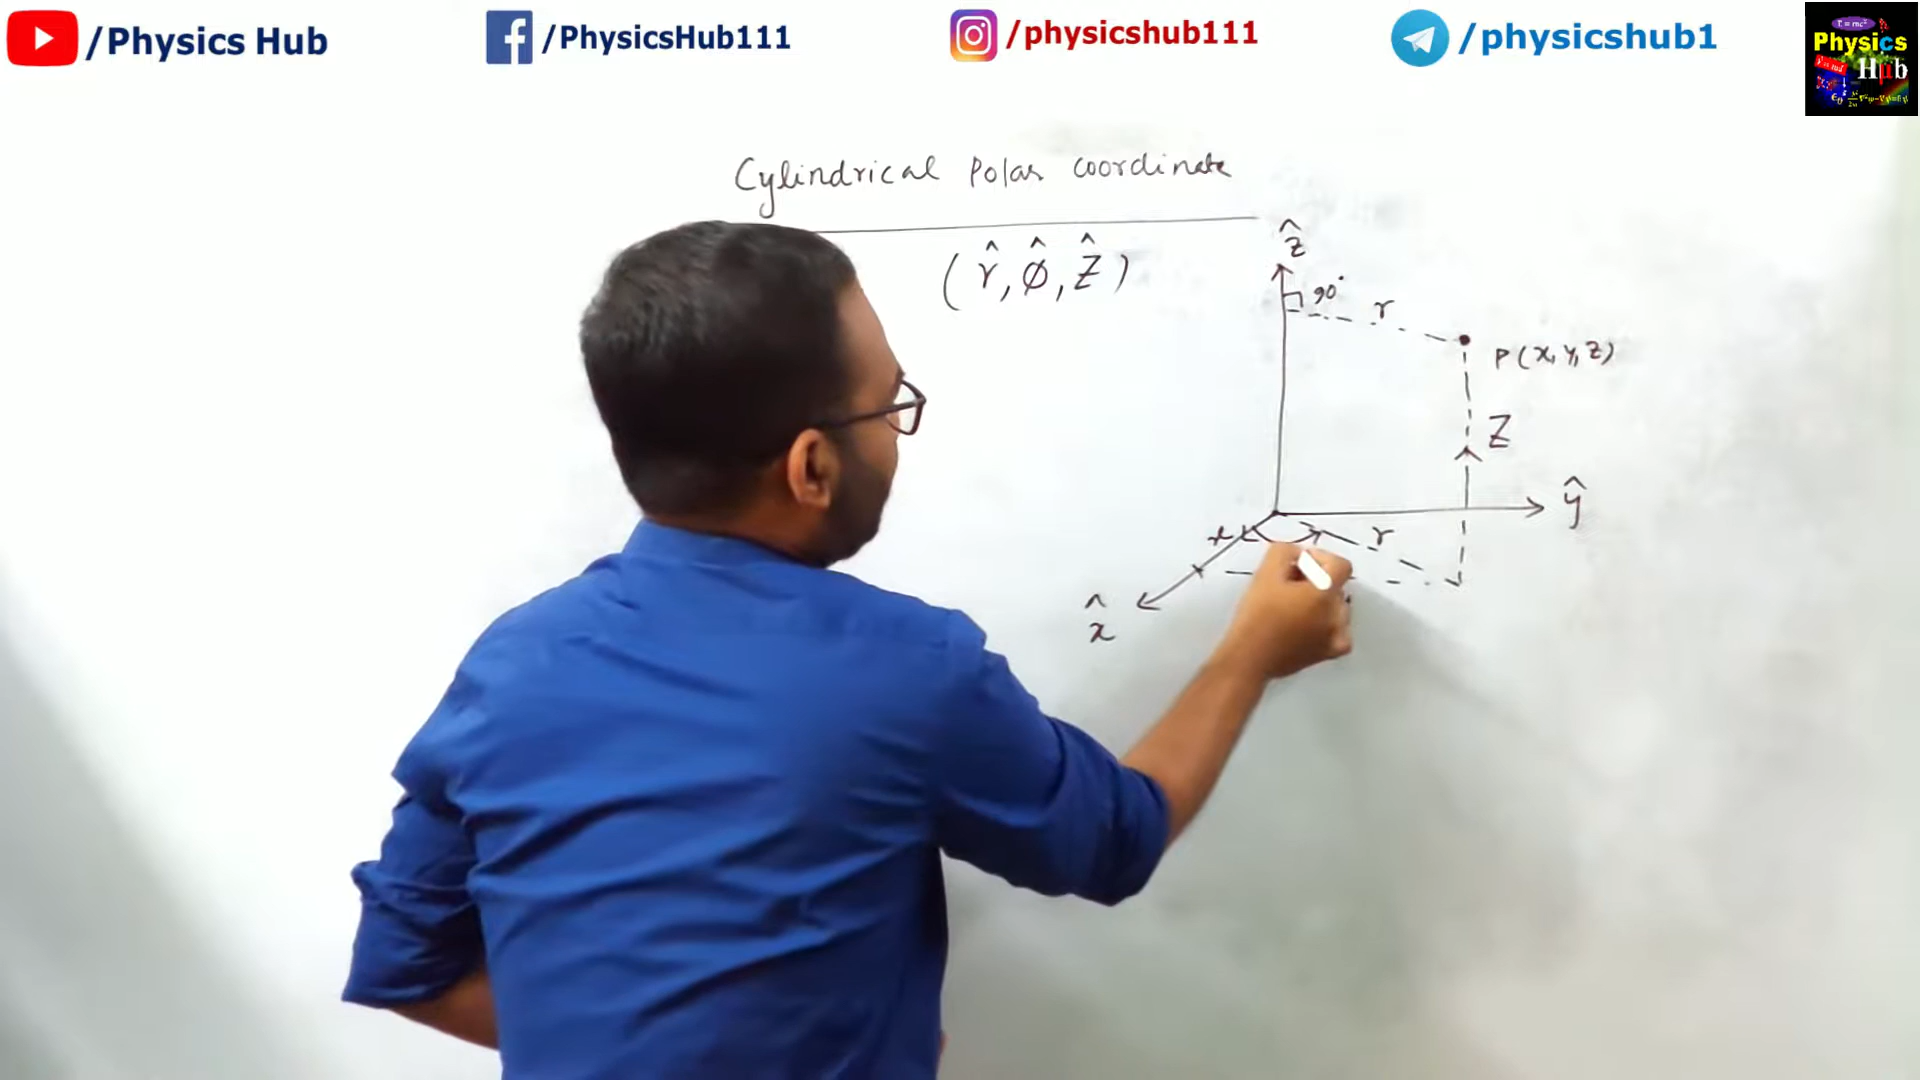 /Physics Hub
/PhysicsHub111
/physicshub111
/physicshub1
Physics
Hub
Cylindrical Polar coordinate
(r̂, ϕ̂, ẑ)
ẑ
90°
r
P(x,y,z)
Z
ŷ
x
r
x̂